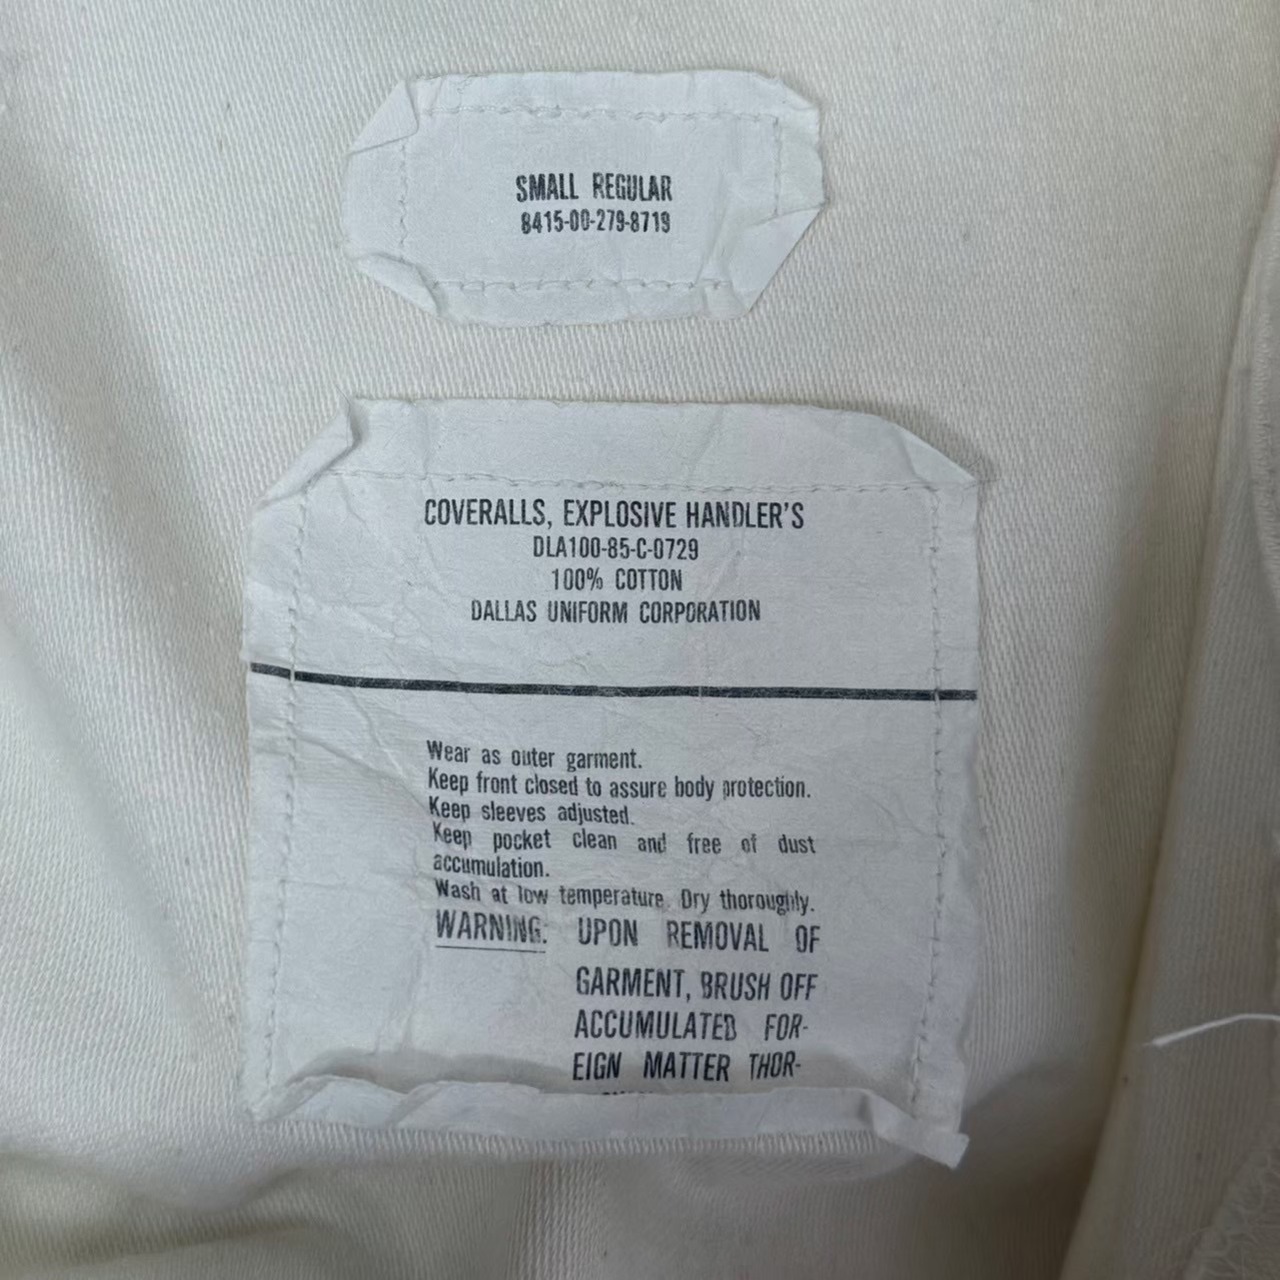 SMALL REGULAR
8415-00-279-8719
COVERALLS, EXPLOSIVE HANDLER'S
DLA100-85-C-0729
100% COTTON
DALLAS UNIFORM CORPORATION
Wear as outer garment.
Keep front closed to assure body protection.
Keep sleeves adjusted.
Keep pocket clean and free of dust
accumulation.
Wash at low temperature. Dry thoroughly.
WARNING: UPON REMOVAL OF
GARMENT, BRUSH OFF
ACCUMULATED FOR-
EIGN MATTER THOR-